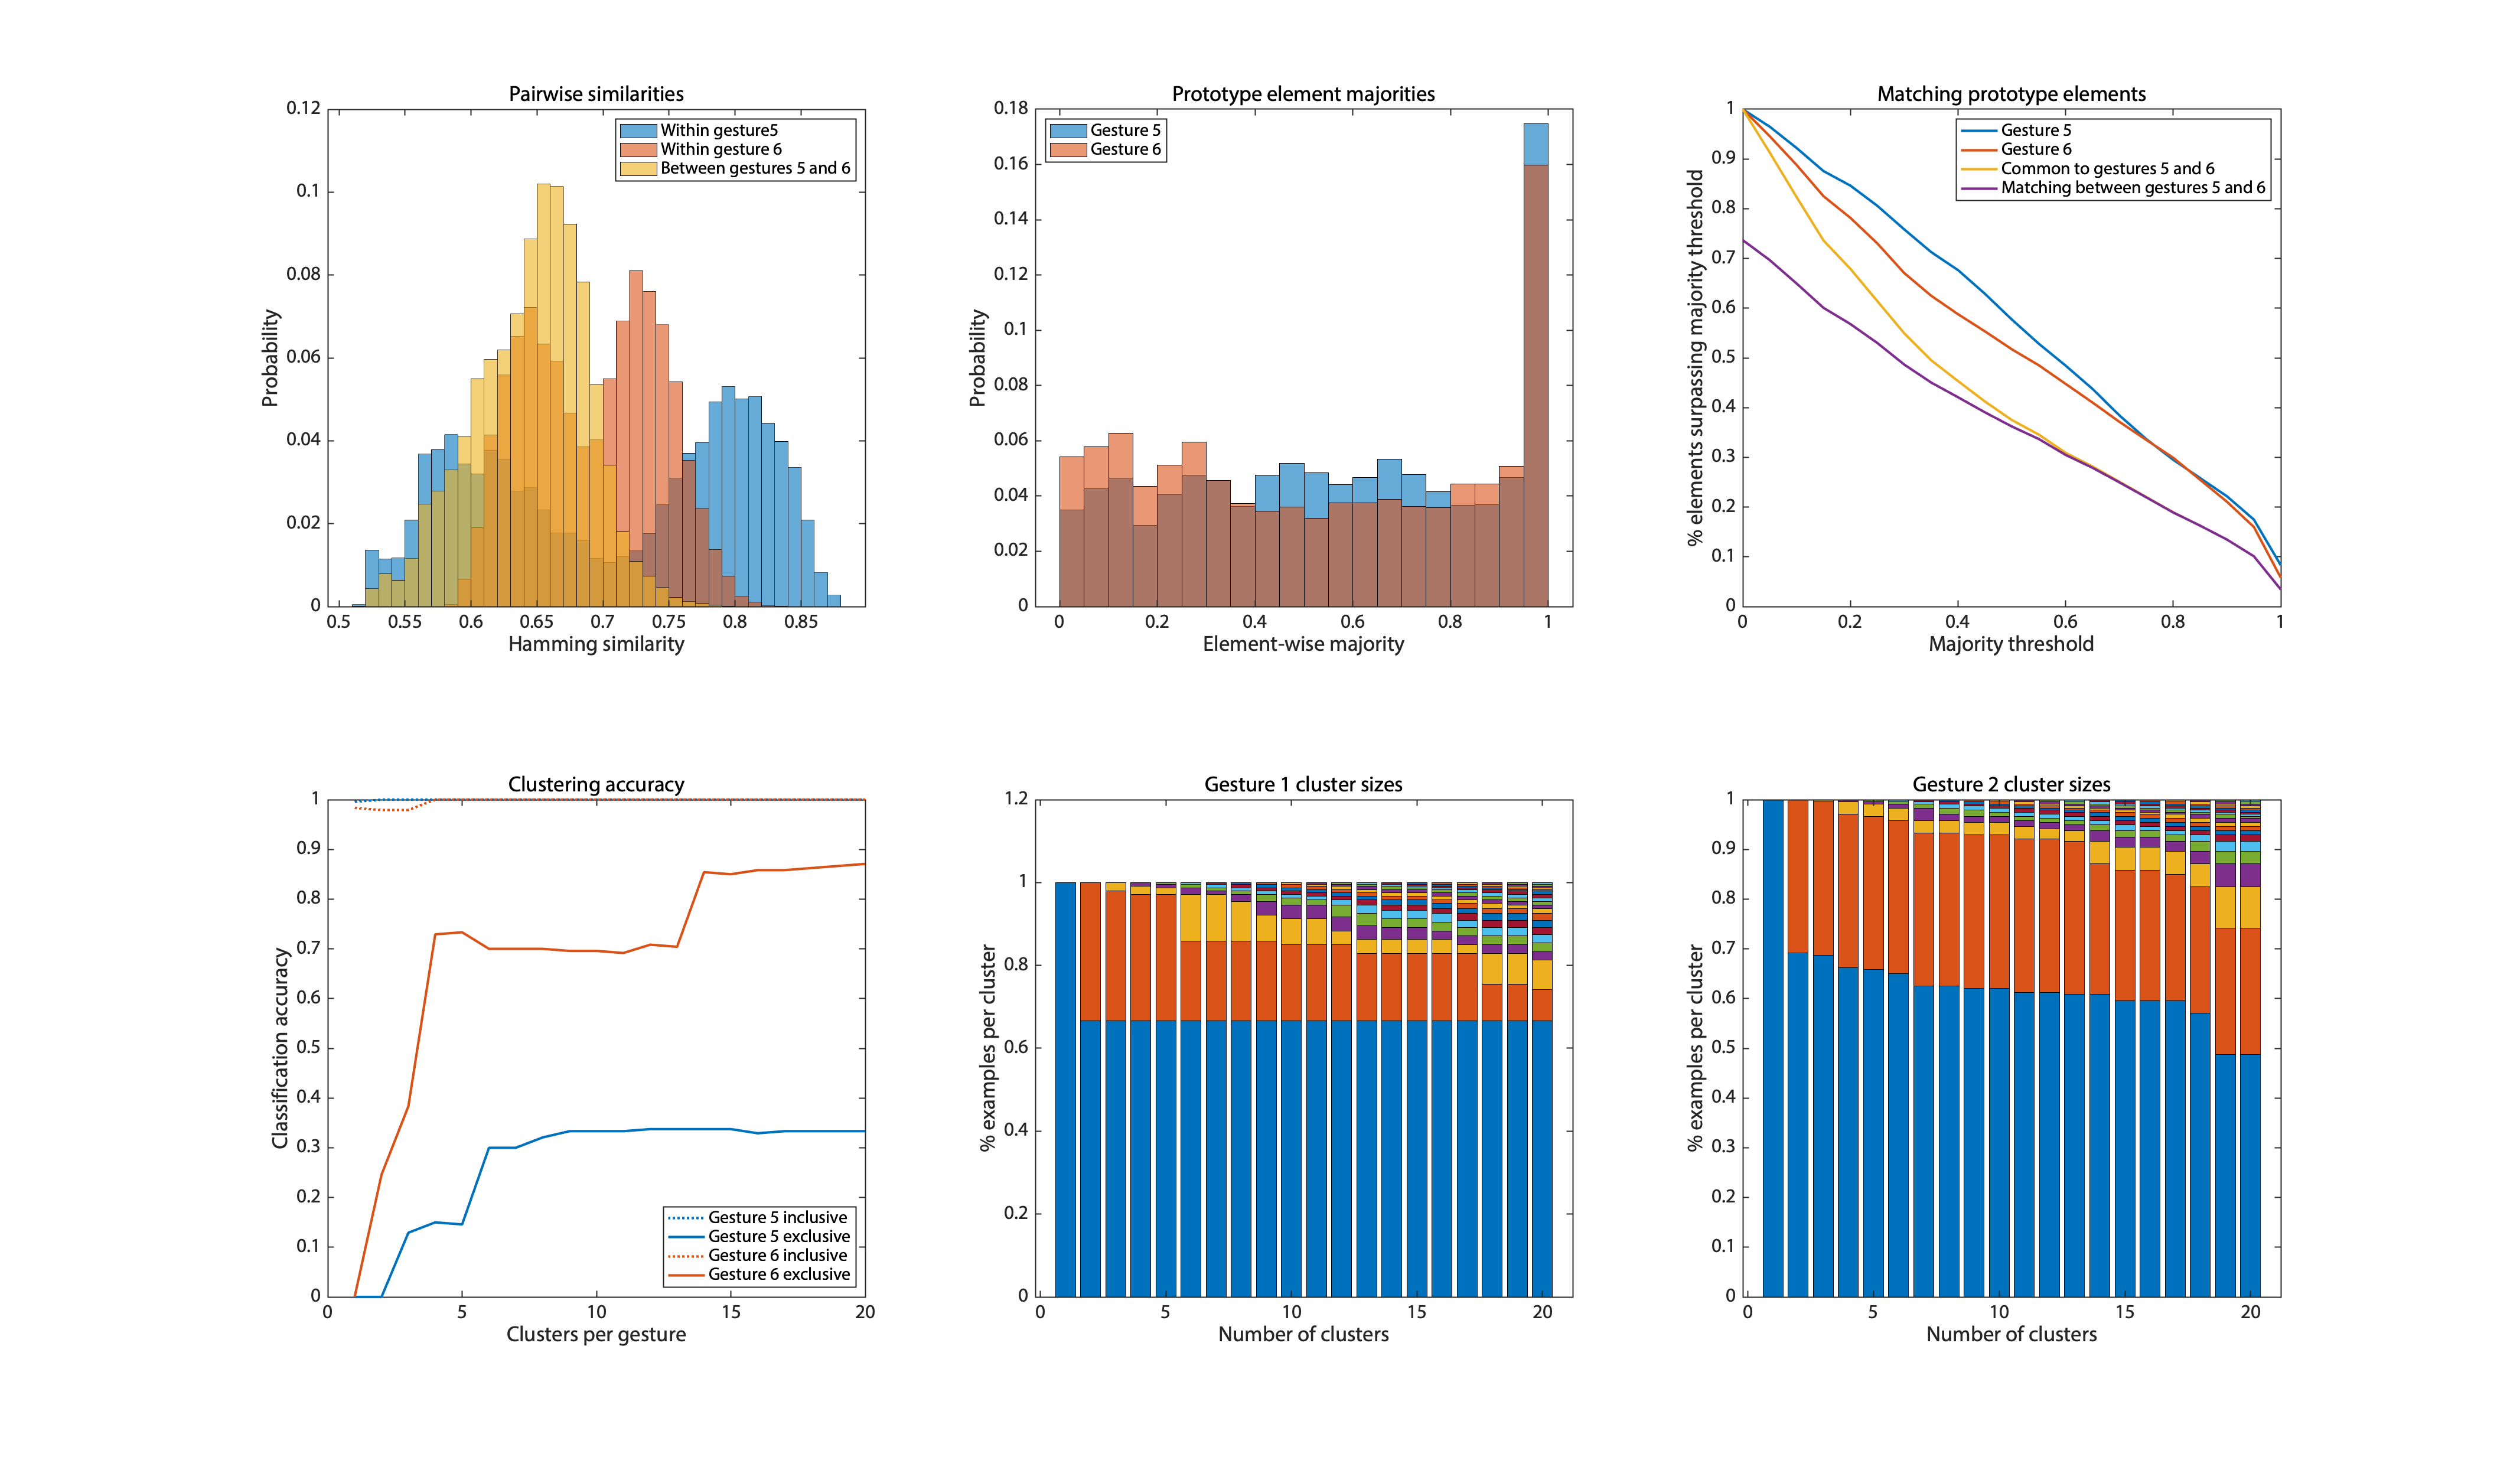 Pairwise similarities
0.12
0.1
0.08
0.06
0.04
0.02
0
Probability
Within gesture5
Within gesture 6
Between gestures 5 and 6
0.5 0.55 0.6 0.65 0.7 0.75 0.8 0.85
Hamming similarity
Prototype element majorities
0.18
0.16
0.14
0.12
0.1
0.08
0.06
0.04
0.02
0
Probability
Gesture 5
Gesture 6
0 0.2 0.4 0.6 0.8 1
Element-wise majority
Matching prototype elements
1
0.9
0.8
0.7
0.6
0.5
0.4
0.3
0.2
0.1
0
% elements surpassing majority threshold
Gesture 5
Gesture 6
Common to gestures 5 and 6
Matching between gestures 5 and 6
0 0.2 0.4 0.6 0.8 1
Majority threshold
Clustering accuracy
1
0.9
0.8
0.7
0.6
0.5
0.4
0.3
0.2
0.1
0
Classification accuracy
Gesture 5 inclusive
Gesture 5 exclusive
Gesture 6 inclusive
Gesture 6 exclusive
0 5 10 15 20
Clusters per gesture
Gesture 1 cluster sizes
1.2
1
0.8
0.6
0.4
0.2
0
% examples per cluster
0 5 10 15 20
Number of clusters
Gesture 2 cluster sizes
1
0.9
0.8
0.7
0.6
0.5
0.4
0.3
0.2
0.1
0
% examples per cluster
0 5 10 15 20
Number of clusters